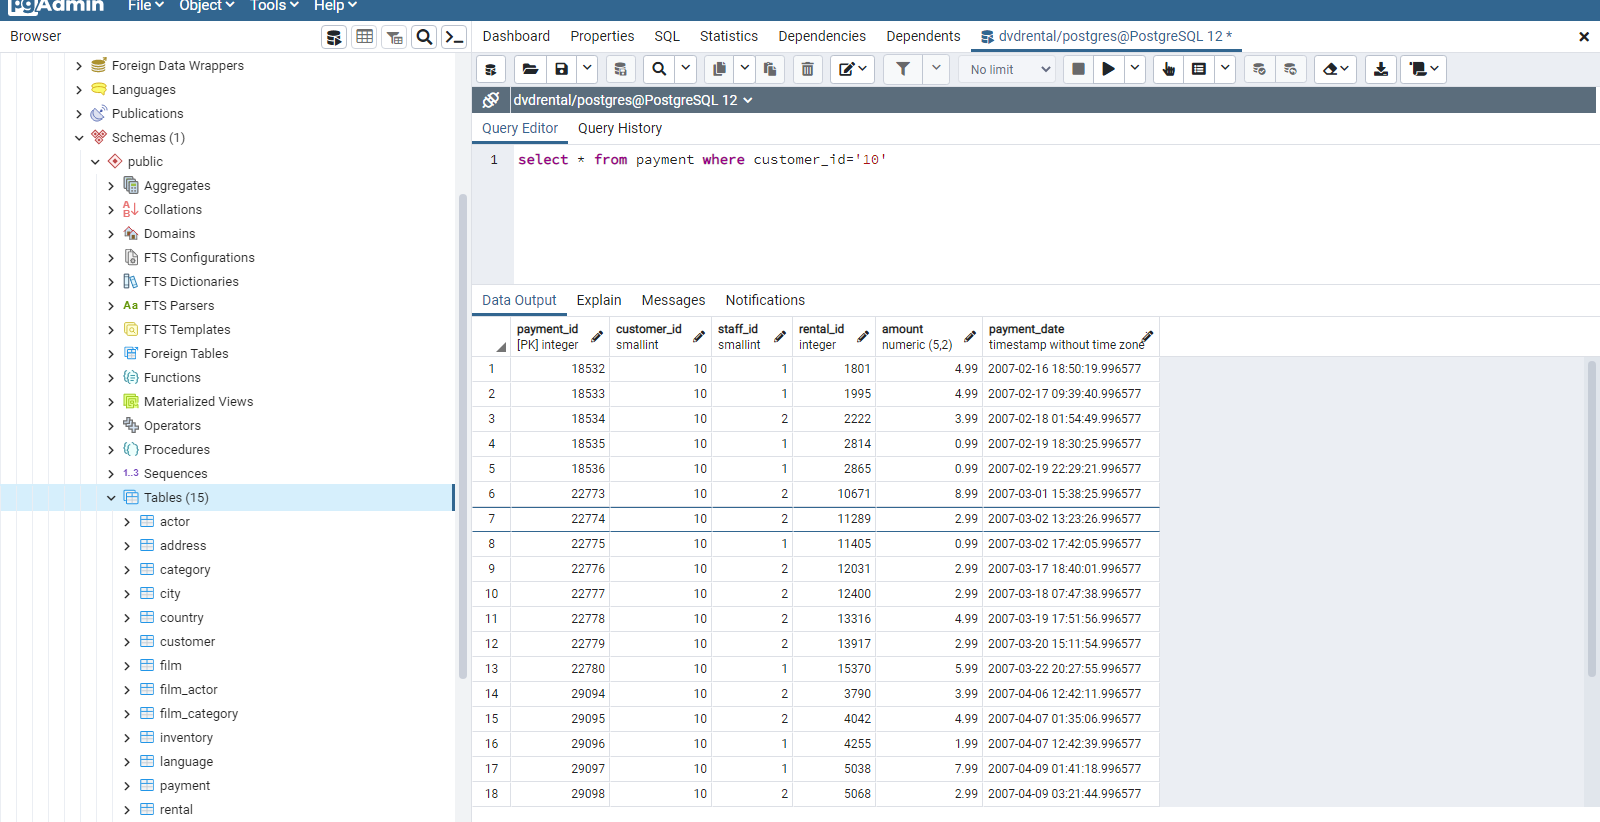 pgAdmin File Object Tools Help
Browser
Dashboard Properties SQL Statistics Dependencies Dependents dvdrental/postgres@PostgreSQL 12 *
No limit
dvdrental/postgres@PostgreSQL 12
Query Editor Query History
1 select * from payment where customer_id='10'
Foreign Data Wrappers
Languages
Publications
Schemas (1)
public
Aggregates
Collations
Domains
FTS Configurations
FTS Dictionaries
Aa FTS Parsers
FTS Templates
Foreign Tables
Functions
Materialized Views
Operators
Procedures
1..3 Sequences
Tables (15)
actor
address
category
city
country
customer
film
film_actor
film_category
inventory
language
payment
rental
Data Output Explain Messages Notifications
payment_id customer_id staff_id rental_id amount payment_date
[PK] integer smallint smallint integer numeric (5,2) timestamp without time zone
1 18532 10 1 1801 4.99 2007-02-16 18:50:19.996577
2 18533 10 1 1995 4.99 2007-02-17 09:39:40.996577
3 18534 10 2 2222 3.99 2007-02-18 01:54:49.996577
4 18535 10 1 2814 0.99 2007-02-19 18:30:25.996577
5 18536 10 1 2865 0.99 2007-02-19 22:29:21.996577
6 22773 10 2 10671 8.99 2007-03-01 15:38:25.996577
7 22774 10 2 11289 2.99 2007-03-02 13:23:26.996577
8 22775 10 1 11405 0.99 2007-03-02 17:42:05.996577
9 22776 10 2 12031 2.99 2007-03-17 18:40:01.996577
10 22777 10 2 12400 2.99 2007-03-18 07:47:38.996577
11 22778 10 2 13316 4.99 2007-03-19 17:51:56.996577
12 22779 10 2 13917 2.99 2007-03-20 15:11:54.996577
13 22780 10 1 15370 5.99 2007-03-22 20:27:55.996577
14 29094 10 2 3790 3.99 2007-04-06 12:42:11.996577
15 29095 10 2 4042 4.99 2007-04-07 01:35:06.996577
16 29096 10 1 4255 1.99 2007-04-07 12:42:39.996577
17 29097 10 1 5038 7.99 2007-04-09 01:41:18.996577
18 29098 10 2 5068 2.99 2007-04-09 03:21:44.996577